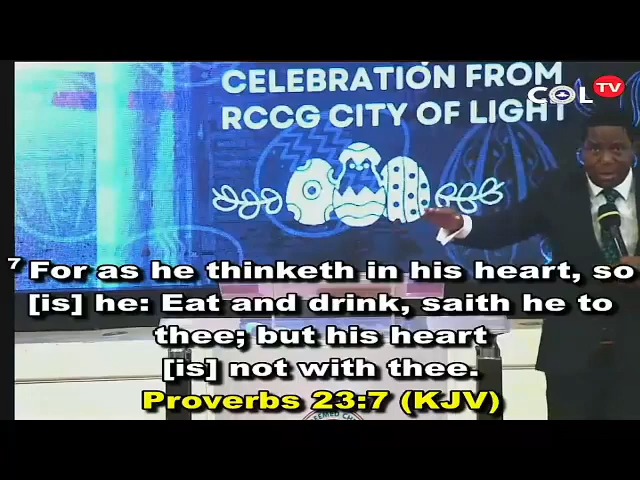 CELEBRATION FROM
RCCG CITY OF LIGHT
COL TV
7 For as he thinketh in his heart, so
[is] he: Eat and drink, saith he to
thee; but his heart
[is] not with thee.
Proverbs 23:7 (KJV)